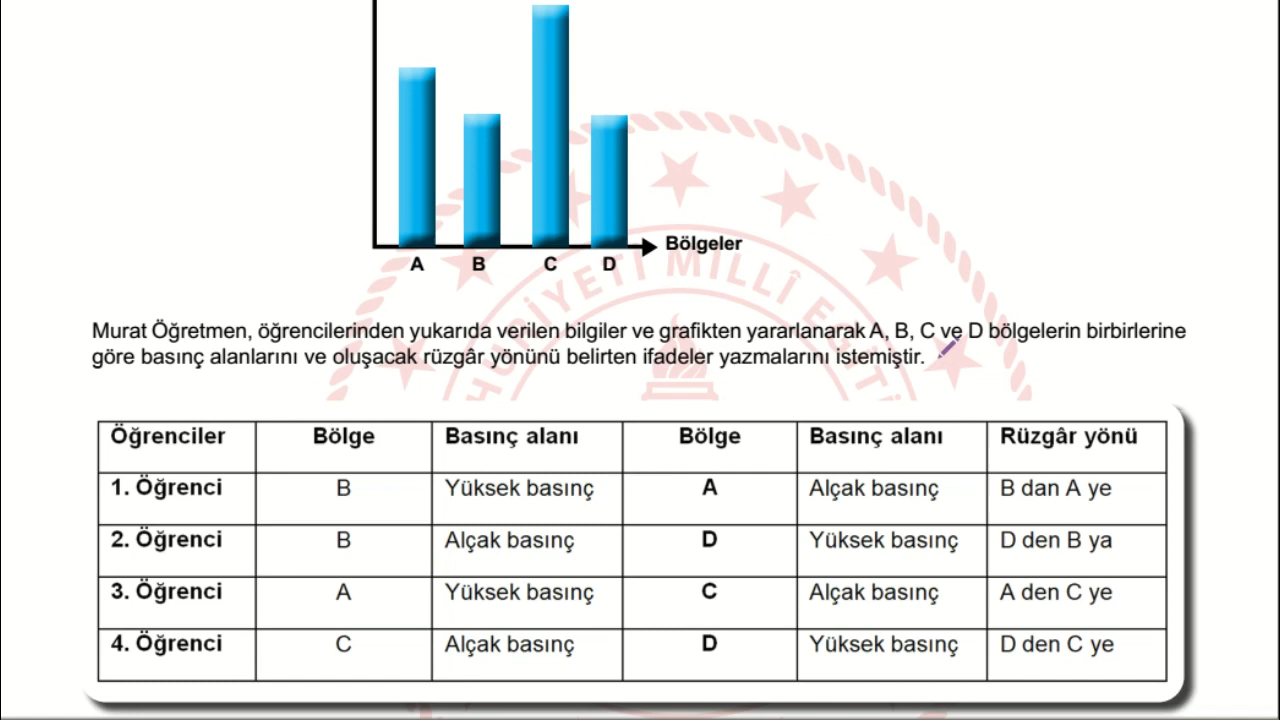 Bölgeler
A B C D
Murat Öğretmen, öğrencilerinden yukarıda verilen bilgiler ve grafikten yararlanarak A, B, C ve D bölgelerin birbirlerine
göre basınç alanlarını ve oluşacak rüzgâr yönünü belirten ifadeler yazmalarını istemiştir.
Öğrenciler Bölge Basınç alanı Bölge Basınç alanı Rüzgâr yönü
1. Öğrenci B Yüksek basınç A Alçak basınç B dan A ye
2. Öğrenci B Alçak basınç D Yüksek basınç D den B ya
3. Öğrenci A Yüksek basınç C Alçak basınç A den C ye
4. Öğrenci C Alçak basınç D Yüksek basınç D den C ye